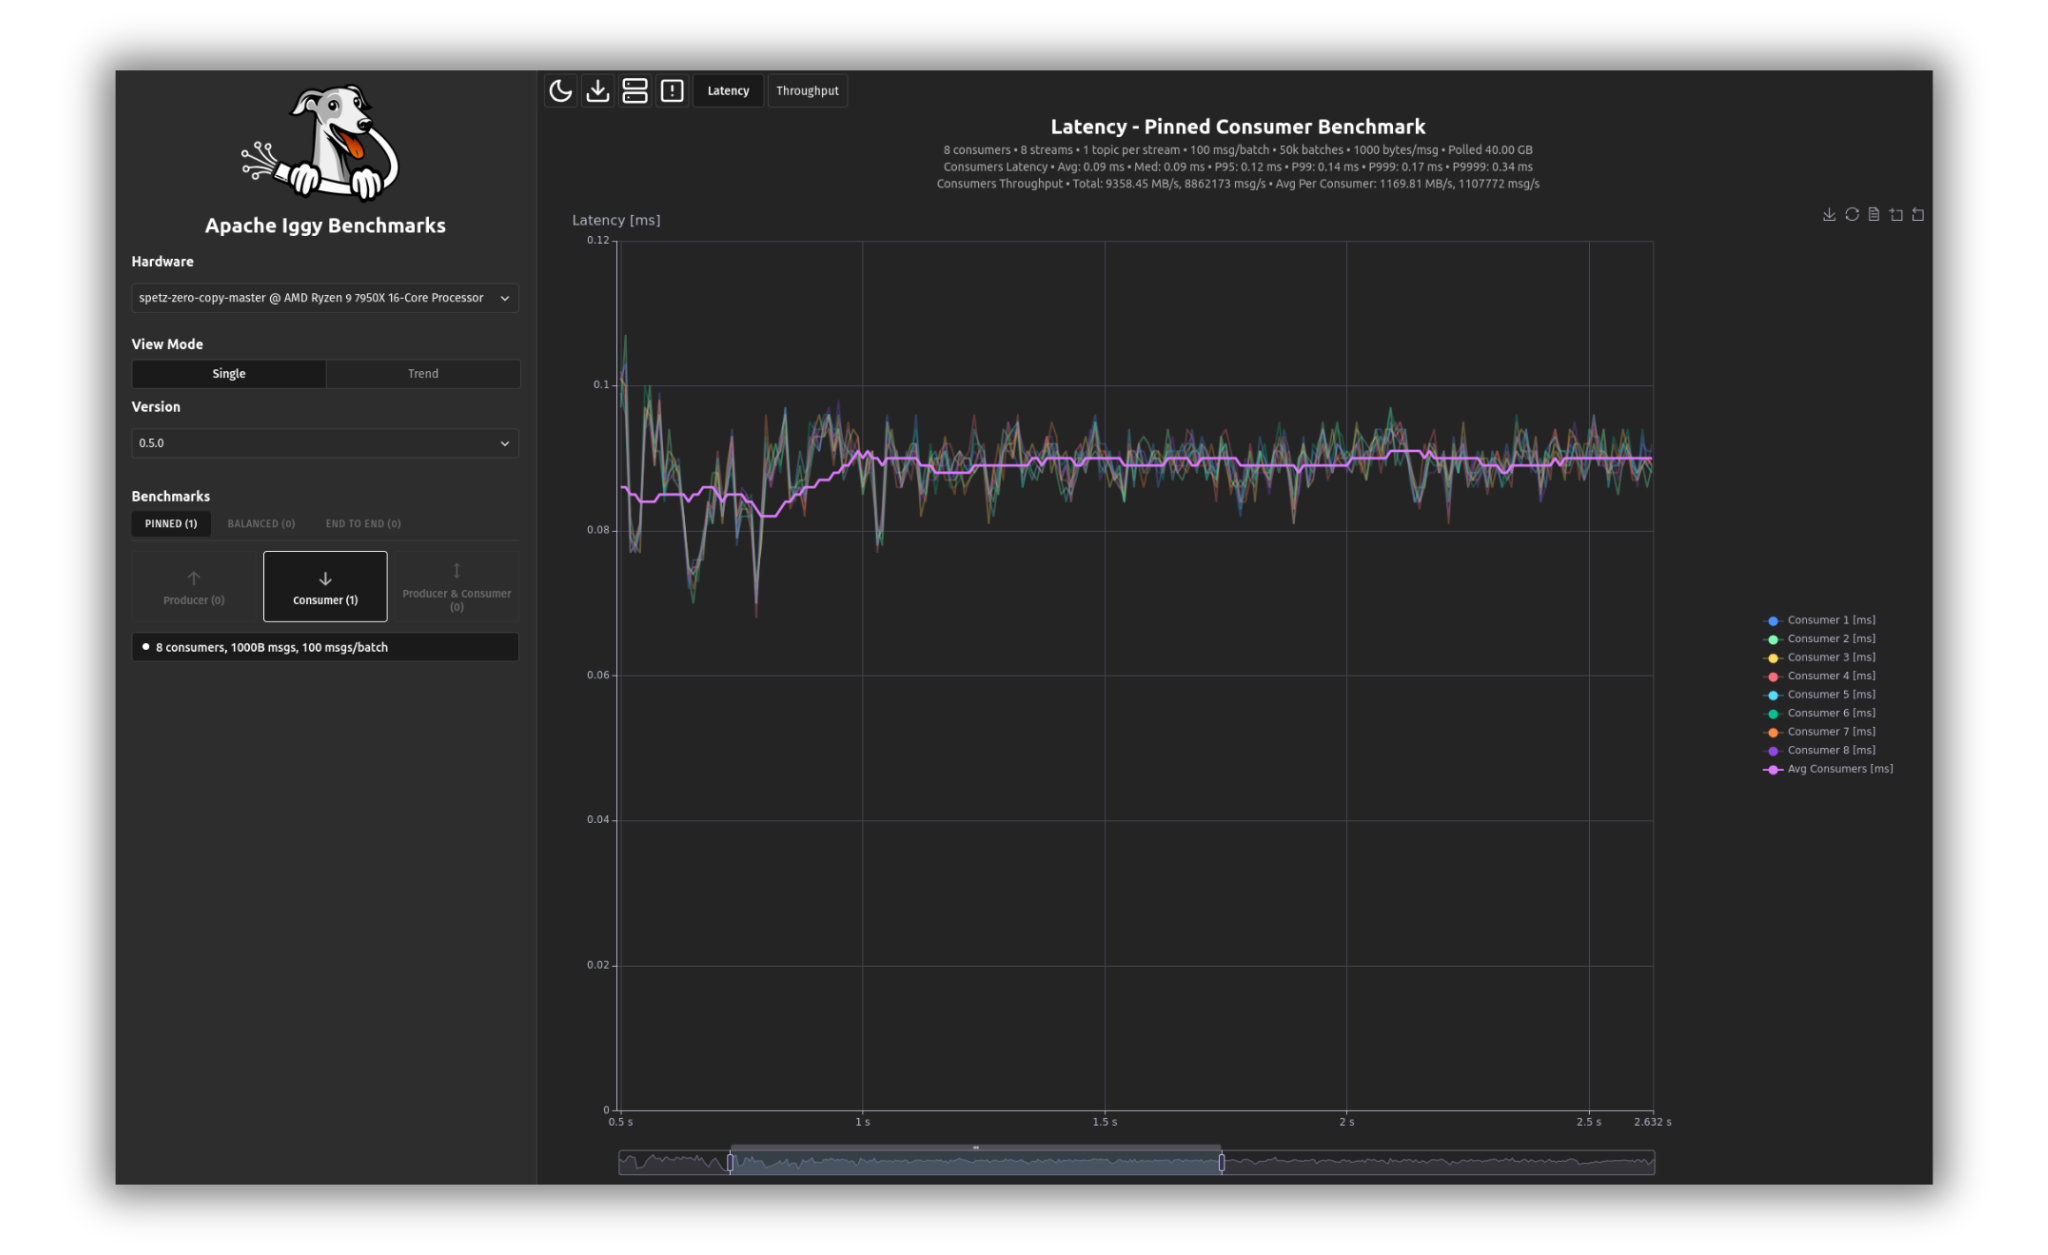 Apache Iggy Benchmarks
Hardware
spetz-zero-copy-master @ AMD Ryzen 9 7950X 16-Core Processor
View Mode
Single
Trend
Version
0.5.0
Benchmarks
PINNED (1)
BALANCED (0)
END TO END (0)
Producer (0)
Consumer (1)
Producer & Consumer
(0)
8 consumers, 1000B msgs, 100 msgs/batch
Latency
Throughput
Latency - Pinned Consumer Benchmark
8 consumers • 8 streams • 1 topic per stream • 100 msg/batch • 50k batches • 1000 bytes/msg • Polled 40.00 GB
Consumers Latency • Avg: 0.09 ms • Med: 0.09 ms • P95: 0.12 ms • P99: 0.14 ms • P999: 0.17 ms • P9999: 0.34 ms
Consumers Throughput • Total: 9358.45 MB/s, 8862173 msg/s • Avg Per Consumer: 1169.81 MB/s, 1107772 msg/s
Latency [ms]
0.12
0.1
0.08
0.06
0.04
0.02
0
0.5 s
1 s
1.5 s
2 s
2.5 s
2.632 s
Consumer 1 [ms]
Consumer 2 [ms]
Consumer 3 [ms]
Consumer 4 [ms]
Consumer 5 [ms]
Consumer 6 [ms]
Consumer 7 [ms]
Consumer 8 [ms]
Avg Consumers [ms]